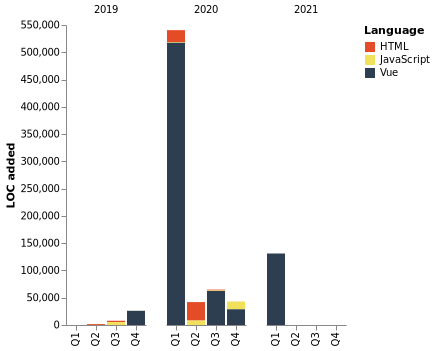 2019
2020
2021
Language
HTML
JavaScript
Vue
LOC added
550,000
500,000
450,000
400,000
350,000
300,000
250,000
200,000
150,000
100,000
50,000
0
Q1
Q2
Q3
Q4
Q1
Q2
Q3
Q4
Q1
Q2
Q3
Q4